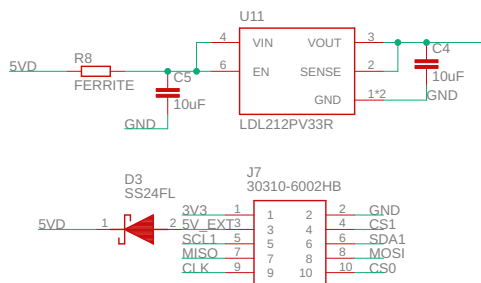 U11
4 VIN VOUT 3
R8
5VD
6 EN SENSE 2
C4
FERRITE
C5
10uF
10uF
GND 1*2
GND
GND
LDL212PV33R
D3
SS24FL
J7
30310-6002HB
3V3 1 1 2 2 GND
5VD 1 2 5V_EXT 3 3 4 4 CS1
SCL1 5 5 6 6 SDA1
MISO 7 7 8 8 MOSI
CLK 9 9 10 10 CS0